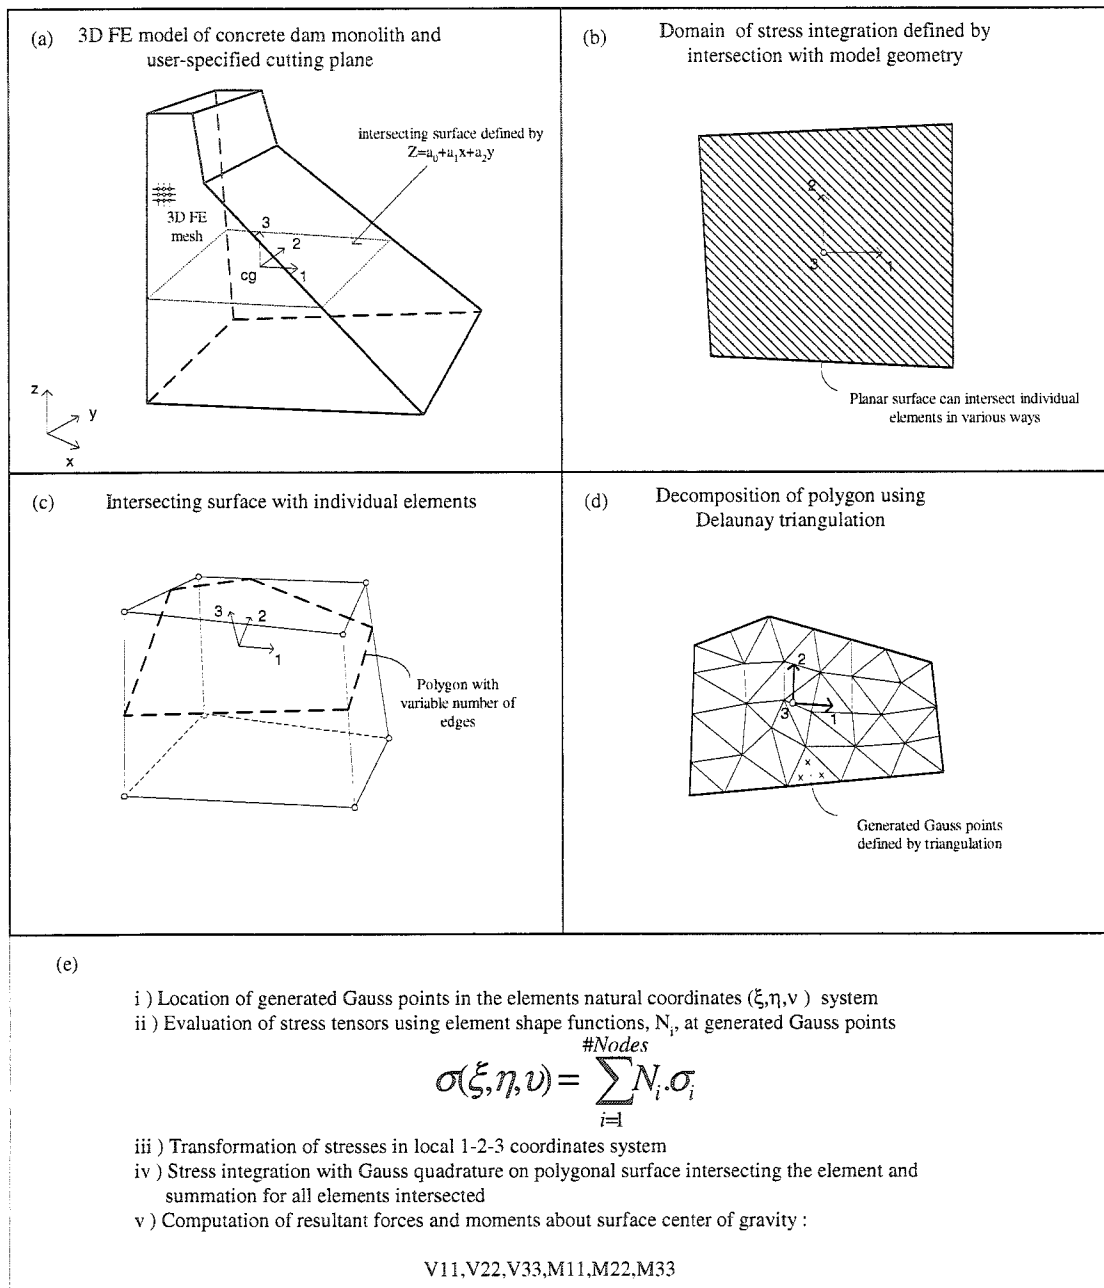 (a) 3D FE model of concrete dam monolith and
user-specified cutting plane
intersecting surface defined by
Z=a₀+a₁x+a₂y
3D FE
mesh
3
2
cg
1
z
y
x
(b) Domain of stress integration defined by
intersection with model geometry
2
3
1
Planar surface can intersect individual
elements in various ways
(c) Intersecting surface with individual elements
3
2
1
Polygon with
variable number of
edges
(d) Decomposition of polygon using
Delaunay triangulation
2
3
1
x
x x
Generated Gauss points
defined by triangulation
(e)
i ) Location of generated Gauss points in the elements natural coordinates (ξ,η,ν ) system
ii ) Evaluation of stress tensors using element shape functions, Nᵢ, at generated Gauss points
#Nodes
σ(ξ,η,υ)= ∑Nᵢ.σᵢ
i=1
iii ) Transformation of stresses in local 1-2-3 coordinates system
iv ) Stress integration with Gauss quadrature on polygonal surface intersecting the element and
summation for all elements intersected
v ) Computation of resultant forces and moments about surface center of gravity :
V11,V22,V33,M11,M22,M33